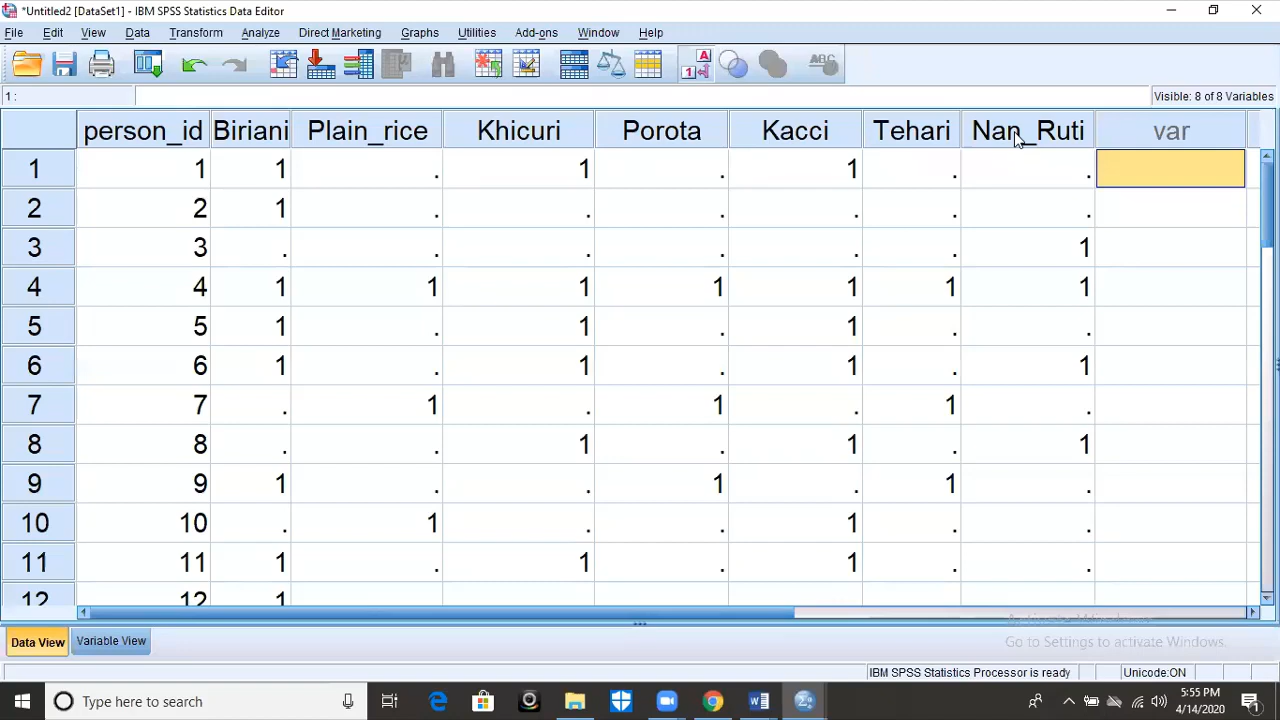 *Untitled2 [DataSet1] - IBM SPSS Statistics Data Editor
File Edit View Data Transform Analyze Direct Marketing Graphs Utilities Add-ons Window Help
1 : Visible: 8 of 8 Variables
person_id Biriani Plain_rice Khicuri Porota Kacci Tehari Nan_Ruti var
1 1 1 . 1 . 1 . .
2 2 1 . . . . . .
3 3 . . . . . . 1
4 4 1 1 1 1 1 1 1
5 5 1 . 1 . 1 . .
6 6 1 . 1 . 1 . 1
7 7 . 1 . 1 . 1 .
8 8 . . 1 . 1 . 1
9 9 1 . . 1 . 1 .
10 10 . 1 . . 1 . .
11 11 1 . 1 . 1 . .
12 12 1
Go to Settings to activate Windows.
Data View Variable View
IBM SPSS Statistics Processor is ready Unicode:ON
Type here to search
5:55 PM
4/14/2020